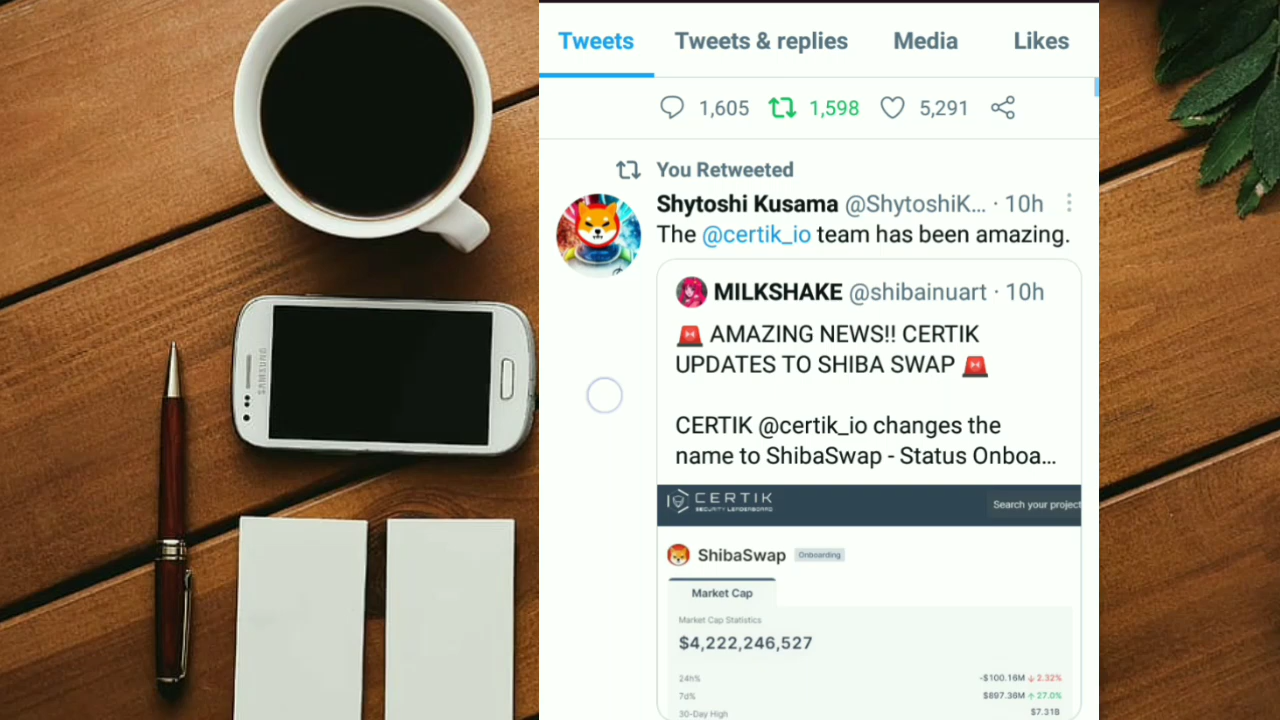 Tweets Tweets & replies Media Likes
1,605 1,598 5,291
You Retweeted
Shytoshi Kusama @ShytoshiK... · 10h
The @certik_io team has been amazing.
MILKSHAKE @shibainuart · 10h
🚨 AMAZING NEWS!! CERTIK
UPDATES TO SHIBA SWAP 🚨
CERTIK @certik_io changes the
name to ShibaSwap - Status Onboa...
CERTIK
SECURITY LEADERBOARD
Search your project
ShibaSwap Onboarding
Market Cap
Market Cap Statistics
$4,222,246,527
24h% -$100.16M ↓ 2.32%
7d% $897.36M ↑ 27.0%
30-Day High $7.31B
SAMSUNG